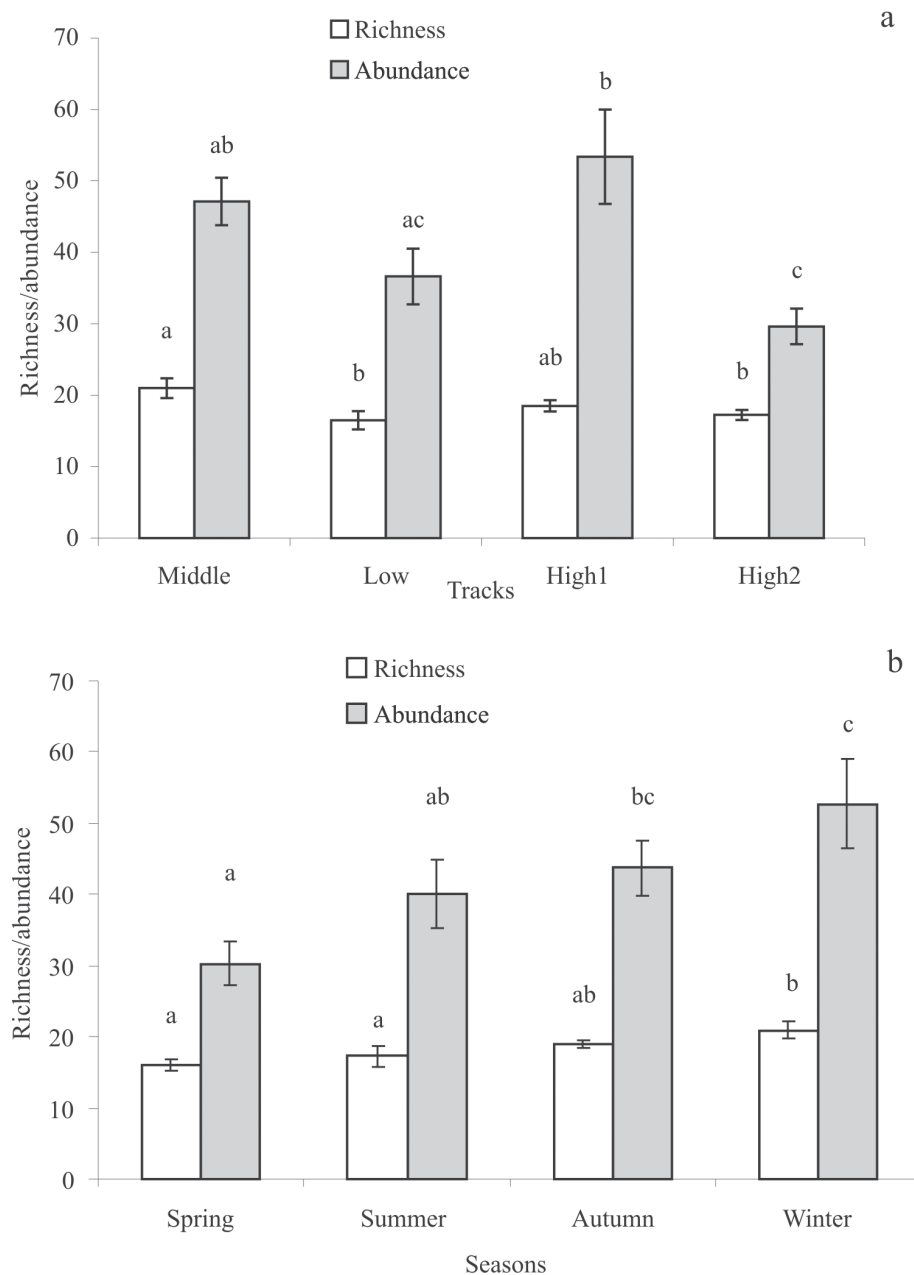 a
Richness
Abundance
70
60
50
40
30
20
10
0
Richness/abundance
a
ab
b
ac
ab
b
b
c
Middle
Low
High1
High2
Tracks
b
Richness
Abundance
70
60
50
40
30
20
10
0
Richness/abundance
a
a
a
ab
ab
bc
b
c
Spring
Summer
Autumn
Winter
Seasons